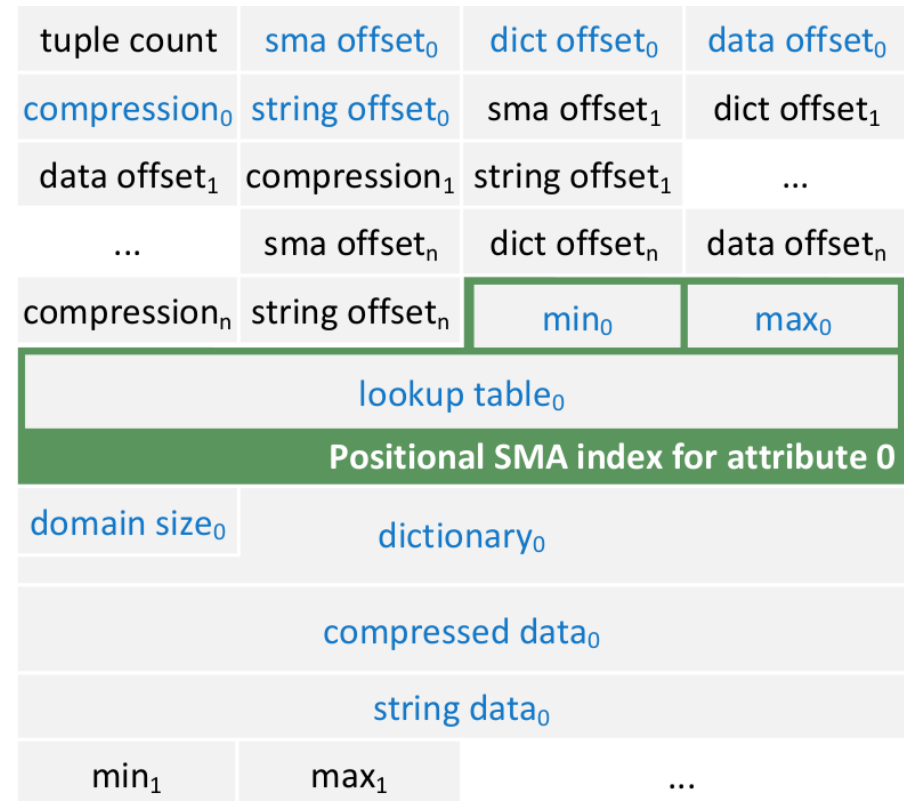 tuple count sma offset₀ dict offset₀ data offset₀
compression₀ string offset₀ sma offset₁ dict offset₁
data offset₁ compression₁ string offset₁ ...
... sma offsetₙ dict offsetₙ data offsetₙ
compressionₙ string offsetₙ min₀ max₀
lookup table₀
Positional SMA index for attribute 0
domain size₀ dictionary₀
compressed data₀
string data₀
min₁ max₁ ...